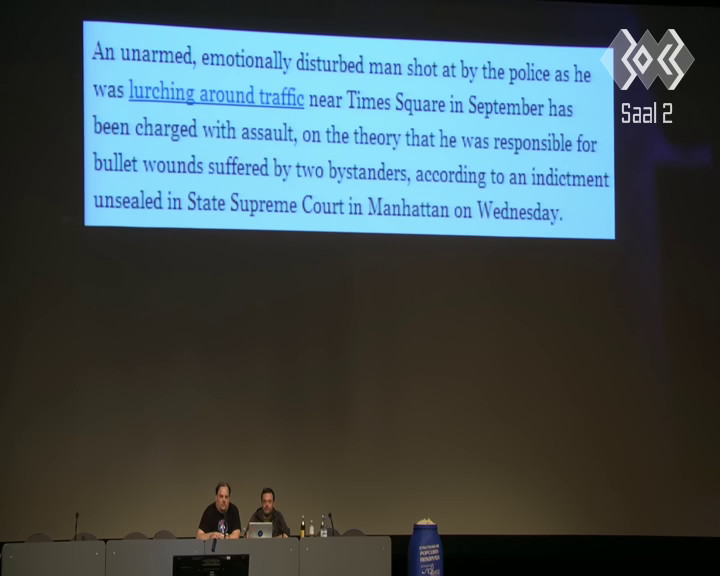 An unarmed, emotionally disturbed man shot at by the police as he
was lurching around traffic near Times Square in September has
been charged with assault, on the theory that he was responsible for
bullet wounds suffered by two bystanders, according to an indictment
unsealed in State Supreme Court in Manhattan on Wednesday.
Saal 2